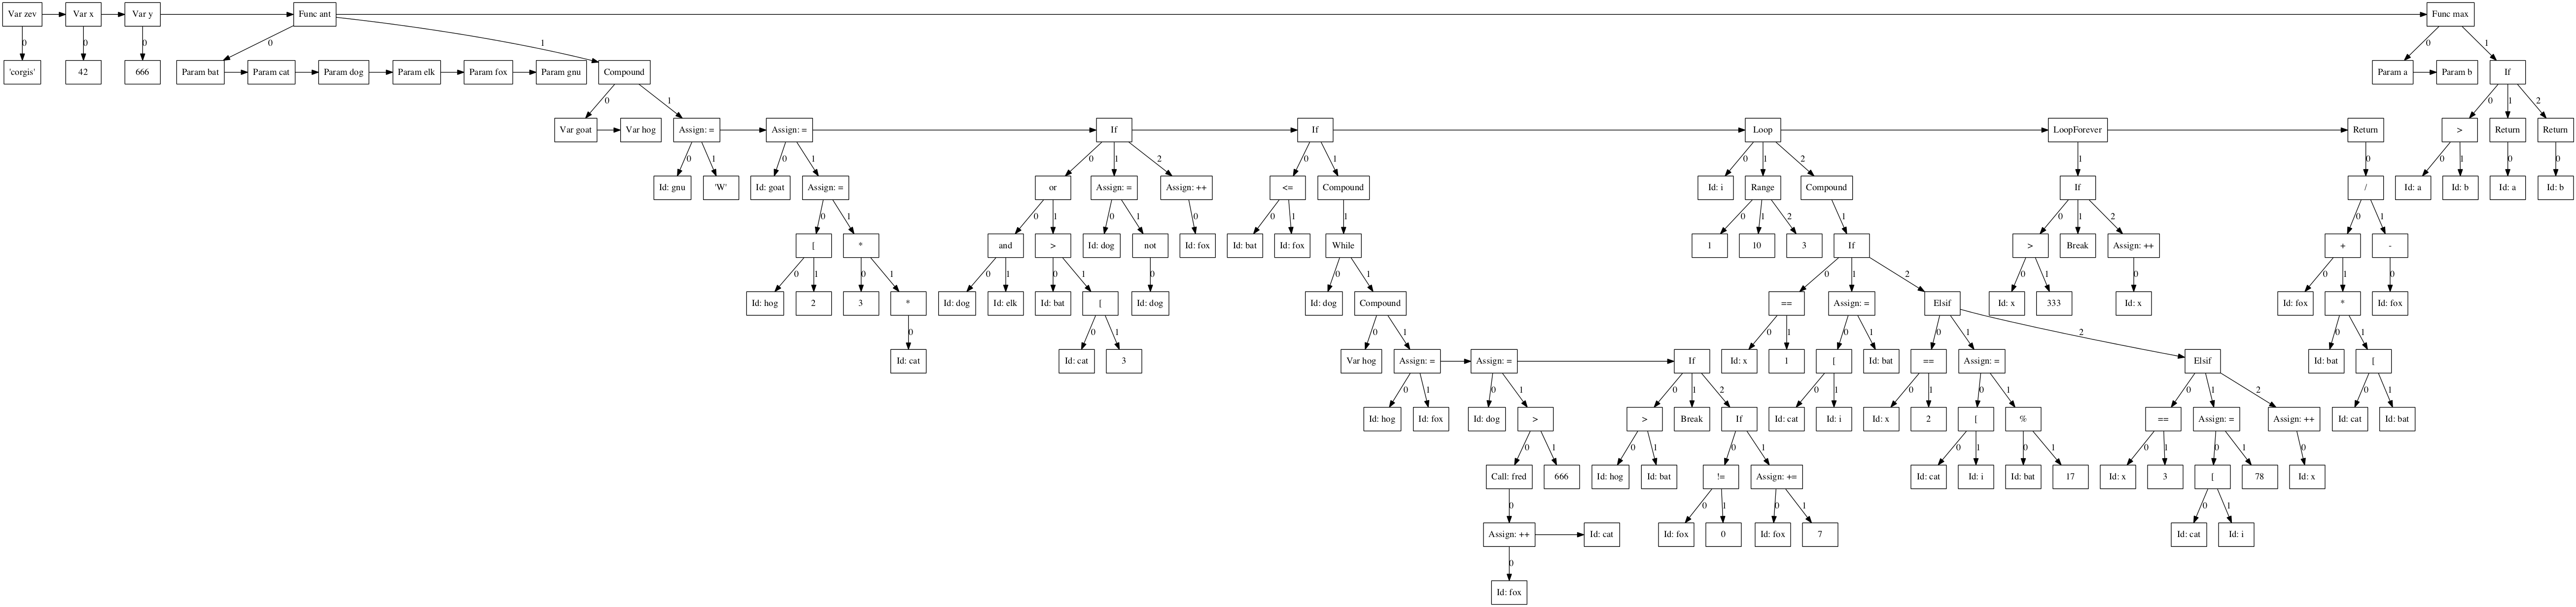 Var zev
Var x
Var y
Func ant
Func max
0
0
0
0
1
0
1
'corgis'
42
666
Param bat
Param cat
Param dog
Param elk
Param fox
Param gnu
Compound
Param a
Param b
If
0
1
0
1
2
Var goat
Var hog
Assign: =
Assign: =
If
If
Loop
LoopForever
Return
>
Return
Return
0
1
0
1
0
1
2
0
1
0
1
2
1
0
0
1
0
0
Id: gnu
'W'
Id: goat
Assign: =
or
Assign: =
Assign: ++
<=
Compound
Id: i
Range
Compound
If
/
Id: a
Id: b
Id: a
Id: b
0
1
0
1
0
1
0
0
1
1
0
1
2
1
0
1
2
0
1
[
*
and
>
Id: dog
not
Id: fox
Id: bat
Id: fox
While
1
10
3
If
>
Break
Assign: ++
+
-
0
1
0
1
0
1
0
1
0
0
1
0
1
2
0
1
0
0
1
0
Id: hog
2
3
*
Id: dog
Id: elk
Id: bat
[
Id: dog
Id: dog
Compound
==
Assign: =
Elsif
Id: x
333
Id: x
Id: fox
*
Id: fox
0
0
1
0
1
0
1
0
1
0
1
2
0
1
Id: cat
Id: cat
3
Var hog
Assign: =
Assign: =
If
Id: x
1
[
Id: bat
==
Assign: =
Elsif
Id: bat
[
0
1
0
1
0
1
2
0
1
0
1
0
1
0
1
2
0
1
Id: hog
Id: fox
Id: dog
>
>
Break
If
Id: cat
Id: i
Id: x
2
[
%
==
Assign: =
Assign: ++
Id: cat
Id: bat
0
1
0
1
0
1
0
1
0
1
0
1
0
1
0
Call: fred
666
Id: hog
Id: bat
!=
Assign: +=
Id: cat
Id: i
Id: bat
17
Id: x
3
[
78
Id: x
0
0
1
0
1
0
1
Assign: ++
Id: cat
Id: fox
0
Id: fox
7
Id: cat
Id: i
0
Id: fox